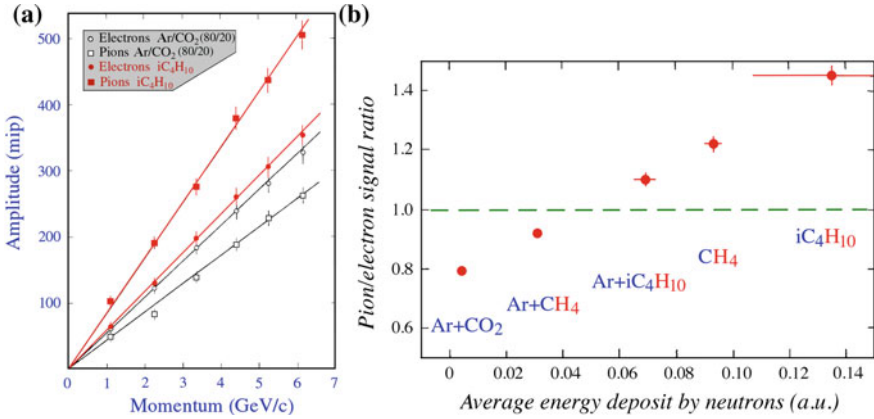 (a)
500
400
300
200
100
0
1
2
3
4
5
6
7
Amplitude (mip)
Momentum (GeV/c)
Electrons Ar/CO2(80/20)
Pions Ar/CO2(80/20)
Electrons iC4H10
Pions iC4H10
(b)
1.4
1.2
1.0
0.8
0.6
Pion/electron signal ratio
Ar+CO2
Ar+CH4
Ar+iC4H10
CH4
iC4H10
0
0.02
0.04
0.06
0.08
0.10
0.12
0.14
Average energy deposit by neutrons (a.u.)